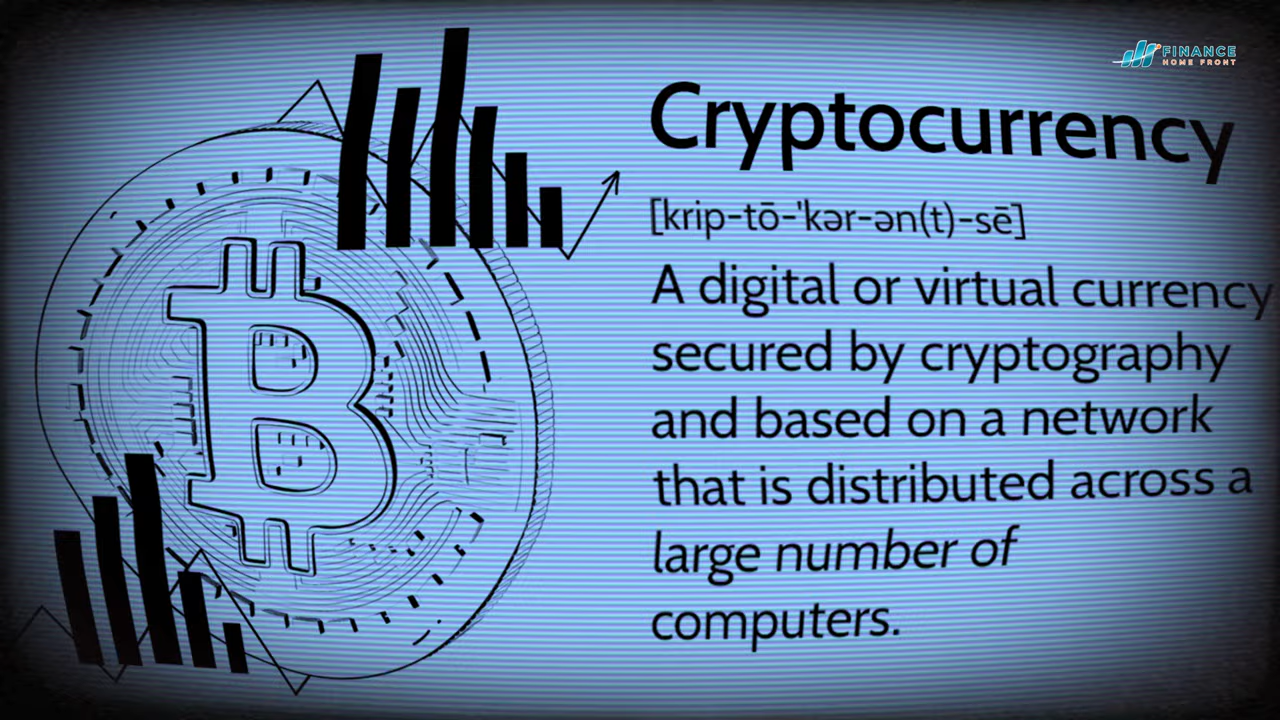 FINANCE
HOME FRONT
Cryptocurrency
[krip-tō-'kər-ən(t)-sē]
A digital or virtual currency
secured by cryptography
and based on a network
that is distributed across a
large number of
computers.